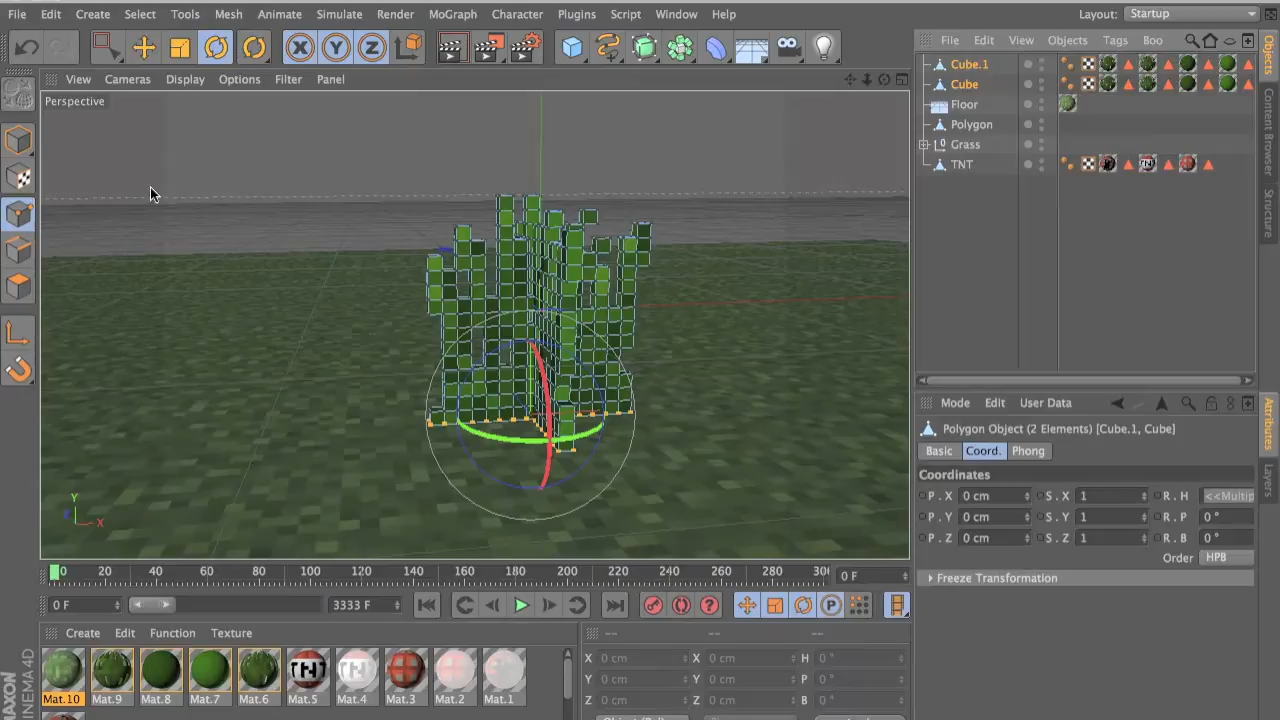 File Edit Create Select Tools Mesh Animate Simulate Render MoGraph Character Plugins Script Window Help Layout: Startup
X Y Z
File Edit View Objects Tags Boo
View Cameras Display Options Filter Panel
Perspective
Cube.1
Cube
Floor
Polygon
Grass
TNT
Objects
Content Browser
Structure
Mode Edit User Data
Polygon Object (2 Elements) [Cube.1, Cube]
Basic Coord. Phong
Coordinates
P . X 0 cm S . X 1 R . H <<Multip
P . Y 0 cm S . Y 1 R . P 0 °
P . Z 0 cm S . Z 1 R . B 0 °
Order HPB
Freeze Transformation
Attributes
Layers
Y
X
0 20 40 60 80 100 120 140 160 180 200 220 240 260 280 30 0 F
0 F 3333 F
P
Create Edit Function Texture
Mat.10 Mat.9 Mat.8 Mat.7 Mat.6 Mat.5 Mat.4 Mat.3 Mat.2 Mat.1
-- -- --
X 0 cm X 0 cm H 0 °
Y 0 cm Y 0 cm P 0 °
Z 0 cm Z 0 cm B 0 °
MAXON
CINEMA 4D